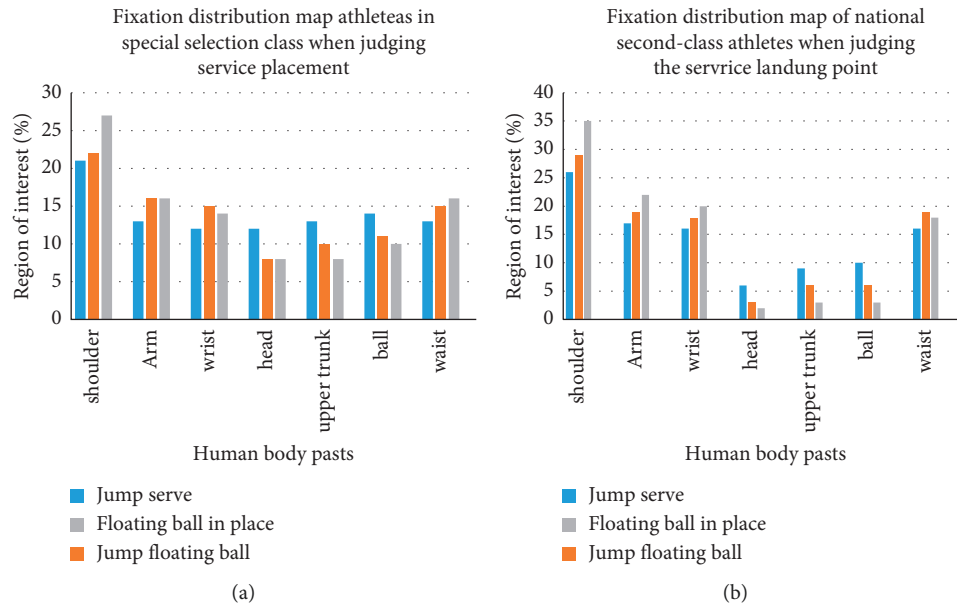 Fixation distribution map athleteas in
special selection class when judging
service placement
Region of interest (%)
30
25
20
15
10
5
0
shoulder
Arm
wrist
head
upper trunk
ball
waist
Human body pasts
Jump serve
Floating ball in place
Jump floating ball
(a)
Fixation distribution map of national
second-class athletes when judging
the servrice landung point
Region of interest (%)
40
35
30
25
20
15
10
5
0
shoulder
Arm
wrist
head
upper trunk
ball
waist
Human body pasts
Jump serve
Floating ball in place
Jump floating ball
(b)